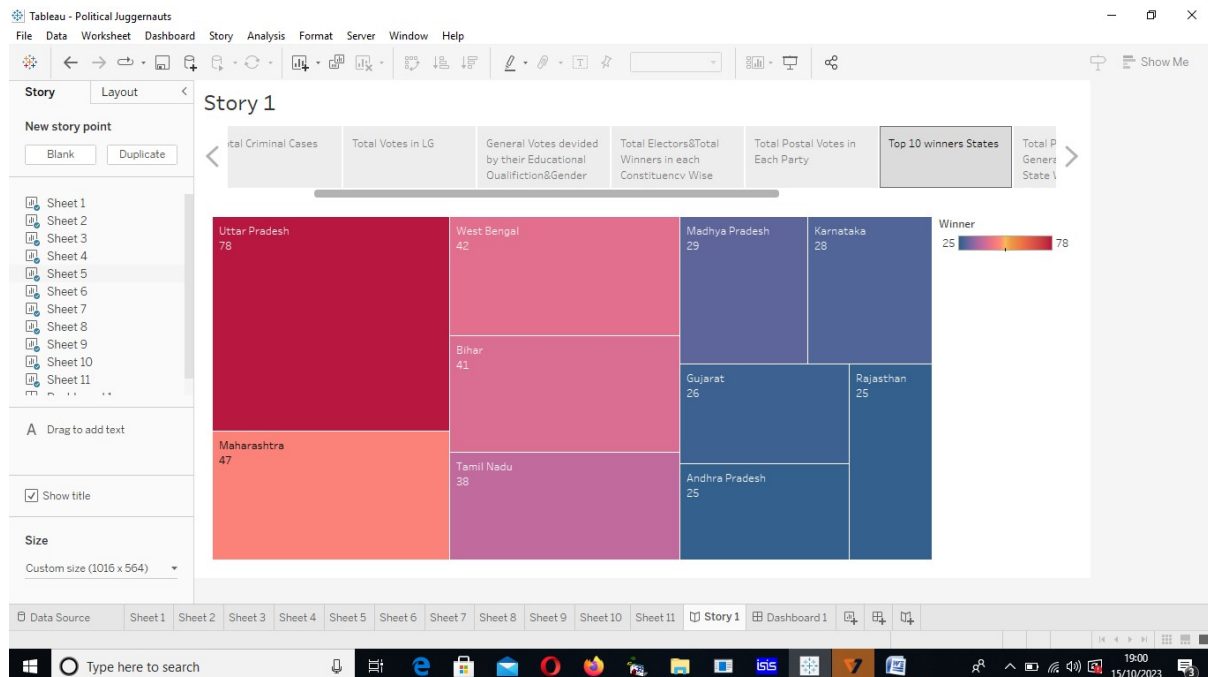 Tableau - Political Juggernauts
File Data Worksheet Dashboard Story Analysis Format Server Window Help
Show Me
Story Layout
New story point
Blank Duplicate
Sheet 1
Sheet 2
Sheet 3
Sheet 4
Sheet 5
Sheet 6
Sheet 7
Sheet 8
Sheet 9
Sheet 10
Sheet 11
A Drag to add text
Show title
Size
Custom size (1016 x 564)
Story 1
Criminal Cases
Total Votes in LG
General Votes devided
by their Educational
Qualifiction&Gender
Total Electors&Total
Winners in each
Constituency Wise
Total Postal Votes in
Each Party
Top 10 winners States
Total P
Genera
State
Uttar Pradesh
78
Maharashtra
47
West Bengal
42
Bihar
41
Tamil Nadu
38
Madhya Pradesh
29
Karnataka
28
Gujarat
26
Andhra Pradesh
25
Rajasthan
25
Winner
25 78
Data Source Sheet 1 Sheet 2 Sheet 3 Sheet 4 Sheet 5 Sheet 6 Sheet 7 Sheet 8 Sheet 9 Sheet 10 Sheet 11 Story 1 Dashboard 1
Type here to search
isis
19:00
15/10/2023
3